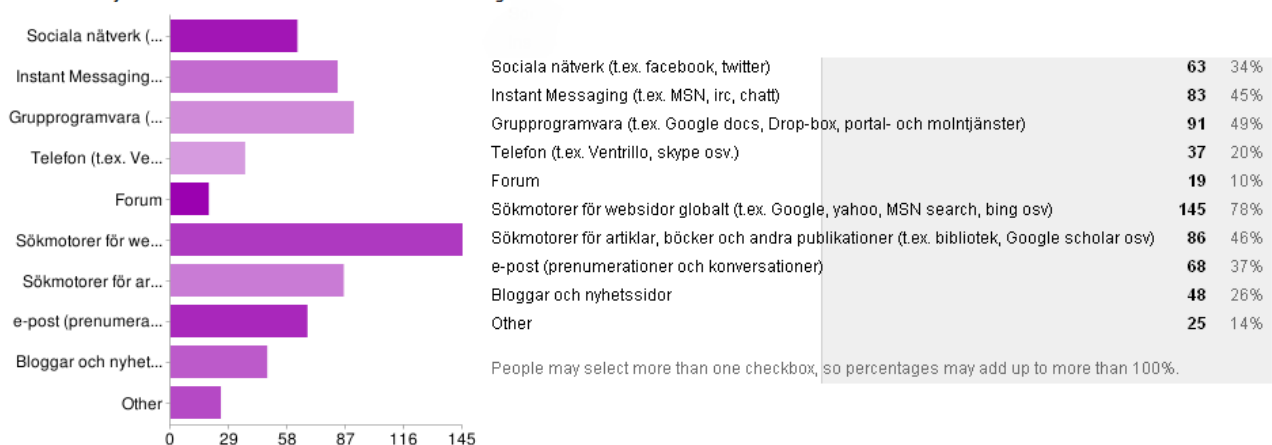 Sociala nätverk (...
Instant Messaging...
Grupprogramvara (...
Telefon (t.ex. Ve...
Forum
Sökmotorer för we...
Sökmotorer för ar...
e-post (prenumera...
Bloggar och nyhet...
Other
0 29 58 87 116 145
Sociala nätverk (t.ex. facebook, twitter) 63 34%
Instant Messaging (t.ex. MSN, irc, chatt) 83 45%
Grupprogramvara (t.ex. Google docs, Drop-box, portal- och molntjänster) 91 49%
Telefon (t.ex. Ventrillo, skype osv.) 37 20%
Forum 19 10%
Sökmotorer för websidor globalt (t.ex. Google, yahoo, MSN search, bing osv) 145 78%
Sökmotorer för artiklar, böcker och andra publikationer (t.ex. bibliotek, Google scholar osv) 86 46%
e-post (prenumerationer och konversationer) 68 37%
Bloggar och nyhetssidor 48 26%
Other 25 14%
People may select more than one checkbox, so percentages may add up to more than 100%.